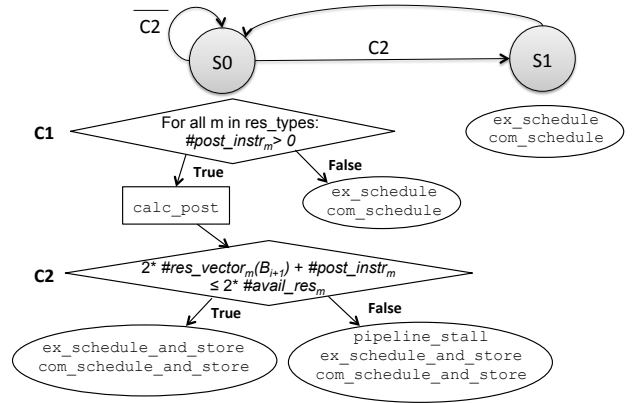 C2
S0
C2
S1
C1
For all m in res_types:
#post_instrm> 0
ex_schedule
com_schedule
True
False
calc_post
ex_schedule
com_schedule
C2
2* #res_vectorm(Bi+1) + #post_instrm
≤ 2* #avail_resm
True
False
ex_schedule_and_store
com_schedule_and_store
pipeline_stall
ex_schedule_and_store
com_schedule_and_store